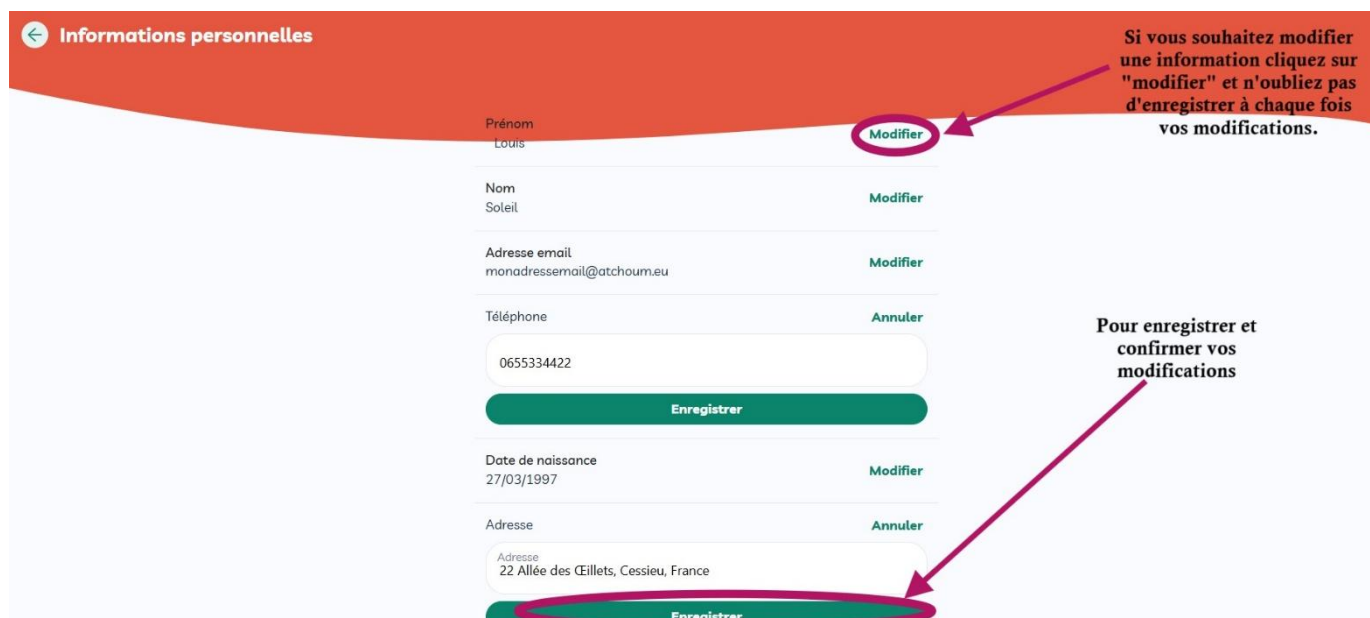 Informations personnelles
Si vous souhaitez modifier
une information cliquez sur
"modifier" et n'oubliez pas
d'enregistrer à chaque fois
vos modifications.
Prénom
Louis
Modifier
Nom
Soleil
Modifier
Adresse email
monadressemail@atchoum.eu
Modifier
Téléphone
Annuler
0655334422
Enregistrer
Pour enregistrer et
confirmer vos
modifications
Date de naissance
27/03/1997
Modifier
Adresse
Annuler
Adresse
22 Allée des Œillets, Cessieu, France
Enregistrer